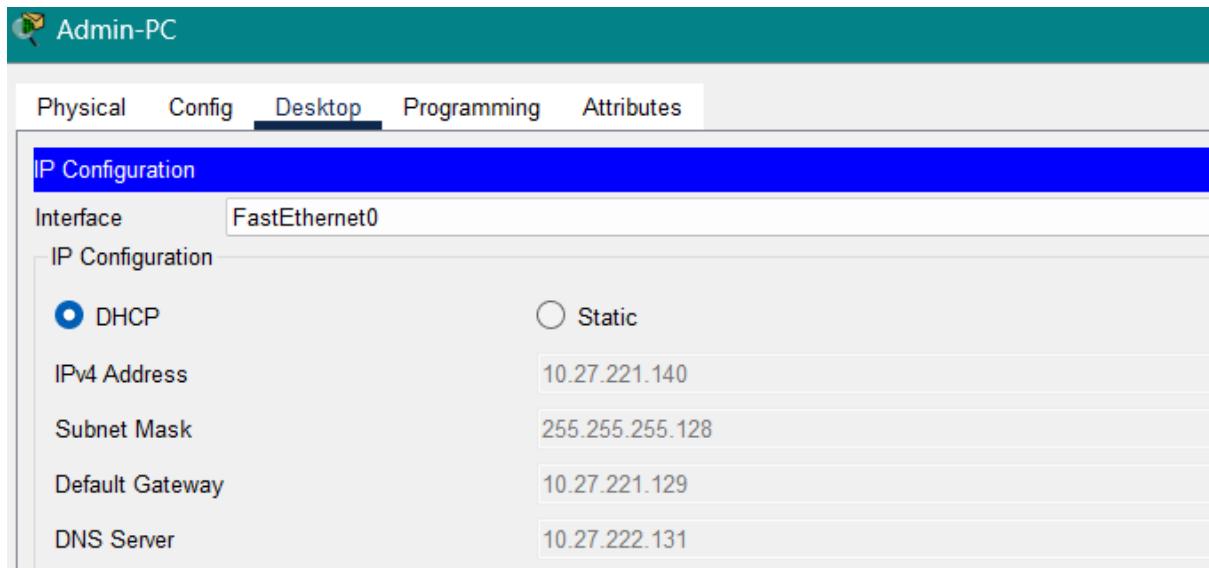 Admin-PC
Physical Config Desktop Programming Attributes
IP Configuration
Interface FastEthernet0
IP Configuration
DHCP Static
IPv4 Address 10.27.221.140
Subnet Mask 255.255.255.128
Default Gateway 10.27.221.129
DNS Server 10.27.222.131